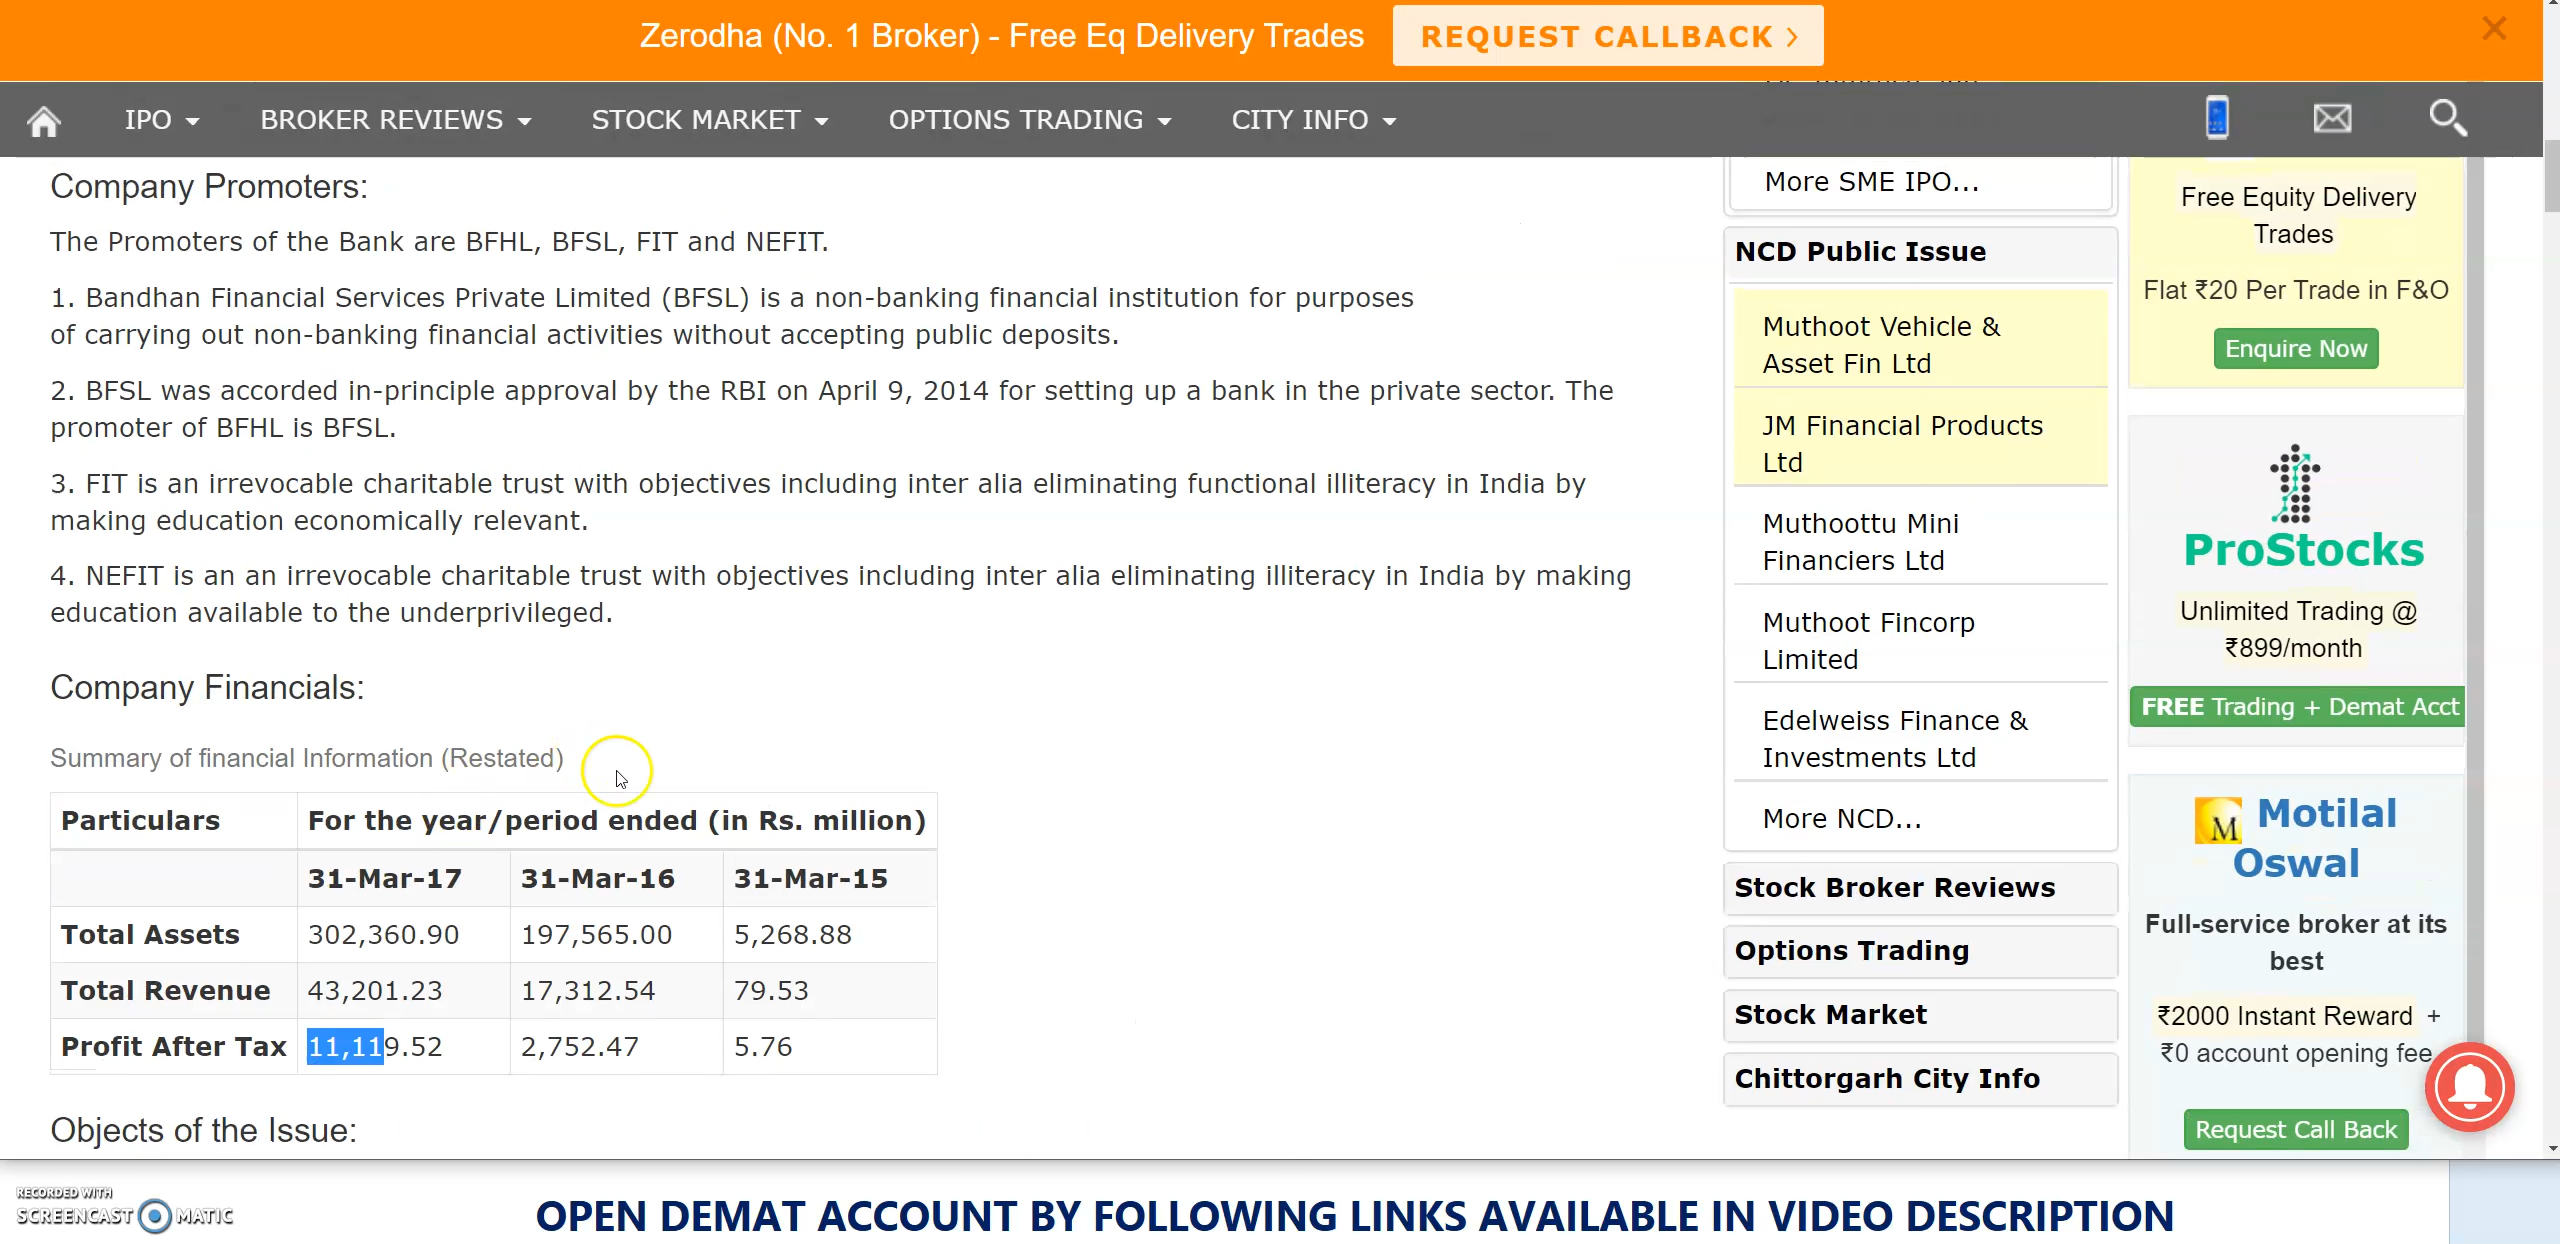 Zerodha (No. 1 Broker) - Free Eq Delivery Trades
REQUEST CALLBACK ›
IPO
BROKER REVIEWS
STOCK MARKET
OPTIONS TRADING
CITY INFO
Company Promoters:
The Promoters of the Bank are BFHL, BFSL, FIT and NEFIT.
1. Bandhan Financial Services Private Limited (BFSL) is a non-banking financial institution for purposes
of carrying out non-banking financial activities without accepting public deposits.
2. BFSL was accorded in-principle approval by the RBI on April 9, 2014 for setting up a bank in the private sector. The
promoter of BFHL is BFSL.
3. FIT is an irrevocable charitable trust with objectives including inter alia eliminating functional illiteracy in India by
making education economically relevant.
4. NEFIT is an an irrevocable charitable trust with objectives including inter alia eliminating illiteracy in India by making
education available to the underprivileged.
Company Financials:
Summary of financial Information (Restated)
Particulars For the year/period ended (in Rs. million)
31-Mar-17 31-Mar-16 31-Mar-15
Total Assets 302,360.90 197,565.00 5,268.88
Total Revenue 43,201.23 17,312.54 79.53
Profit After Tax 11,119.52 2,752.47 5.76
Objects of the Issue:
More SME IPO...
NCD Public Issue
Muthoot Vehicle &
Asset Fin Ltd
JM Financial Products
Ltd
Muthoottu Mini
Financiers Ltd
Muthoot Fincorp
Limited
Edelweiss Finance &
Investments Ltd
More NCD...
Stock Broker Reviews
Options Trading
Stock Market
Chittorgarh City Info
Free Equity Delivery
Trades
Flat ₹20 Per Trade in F&O
Enquire Now
ProStocks
Unlimited Trading @
₹899/month
FREE Trading + Demat Acct
M Motilal
Oswal
Full-service broker at its
best
₹2000 Instant Reward +
₹0 account opening fee
Request Call Back
RECORDED WITH
SCREENCAST MATIC
OPEN DEMAT ACCOUNT BY FOLLOWING LINKS AVAILABLE IN VIDEO DESCRIPTION